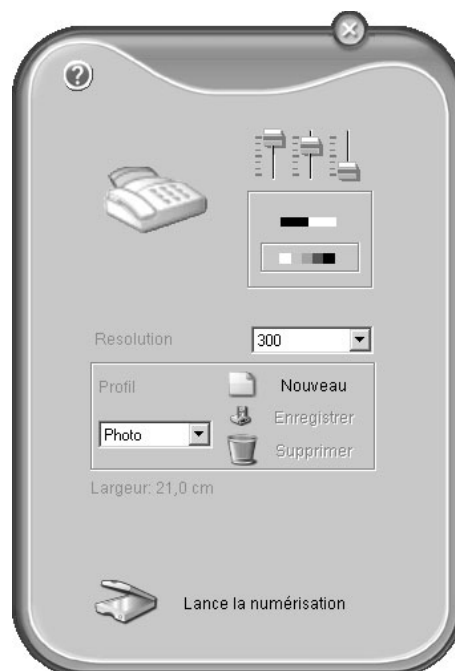 ?
Resolution
300
Profil
Nouveau
Photo
Enregistrer
Supprimer
Largeur: 21,0 cm
Lance la numérisation